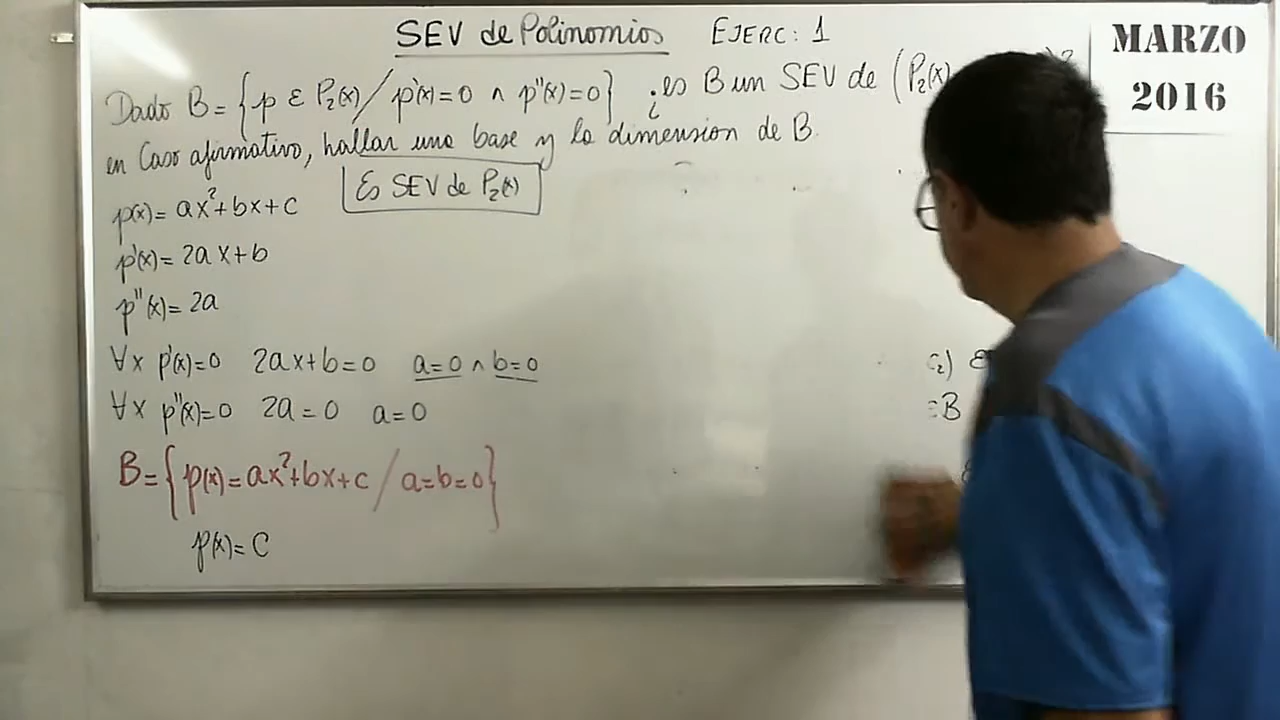 SEV de Polinomios EJERC: 1
MARZO
2016
Dado B = { p ε P₂(x) / p'(x)=0 ∧ p''(x)=0 } ¿es B un SEV de (P₂(x) )?
en Caso afirmativo, hallar una base y la dimension de B.
Es SEV de P₂(x)
p(x)= ax²+bx+c
p'(x)= 2ax+b
p''(x)= 2a
∀x p'(x)=0 2ax+b=0 a=0 ∧ b=0
∀x p''(x)=0 2a=0 a=0
B={ p(x)=ax²+bx+c / a=b=0 }
p(x)= C